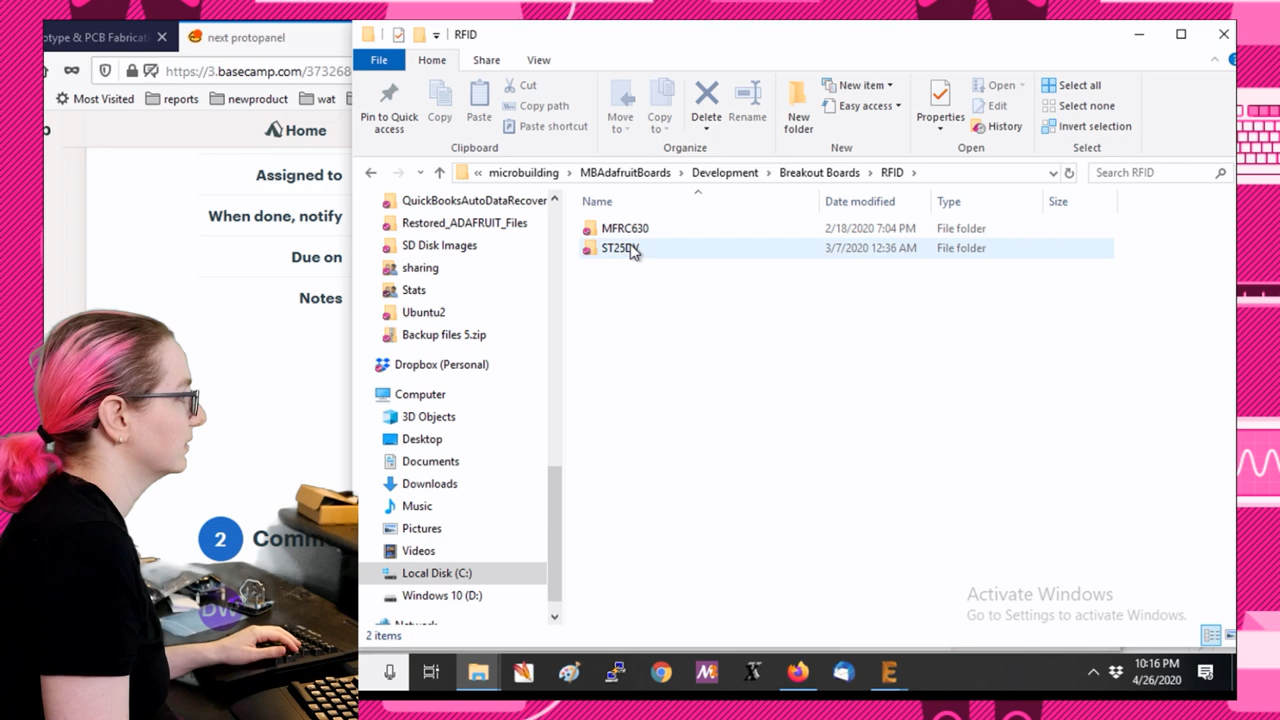 otype & PCB Fabricati
next protopanel
RFID
File
Home
Share
View
https://3.basecamp.com/373268
Most Visited
reports
newproduct
wat
Pin to Quick access
Copy
Paste
Cut
Copy path
Paste shortcut
Move to
Copy to
Delete
Rename
New folder
New item
Easy access
Properties
Open
Edit
History
Select all
Select none
Invert selection
Clipboard
Organize
New
Open
Select
Home
« microbuilding > MBAdafruitBoards > Development > Breakout Boards > RFID >
Search RFID
Assigned to
When done, notify
Due on
Notes
2
Comm
DW
QuickBooksAutoDataRecover
Restored_ADAFRUIT_Files
SD Disk Images
sharing
Stats
Ubuntu2
Backup files 5.zip
Dropbox (Personal)
Computer
3D Objects
Desktop
Documents
Downloads
Music
Pictures
Videos
Local Disk (C:)
Windows 10 (D:)
Network
Name
Date modified
Type
Size
MFRC630
2/18/2020 7:04 PM
File folder
ST25DV
3/7/2020 12:36 AM
File folder
Activate Windows
Go to Settings to activate Windows.
2 items
10:16 PM
4/26/2020